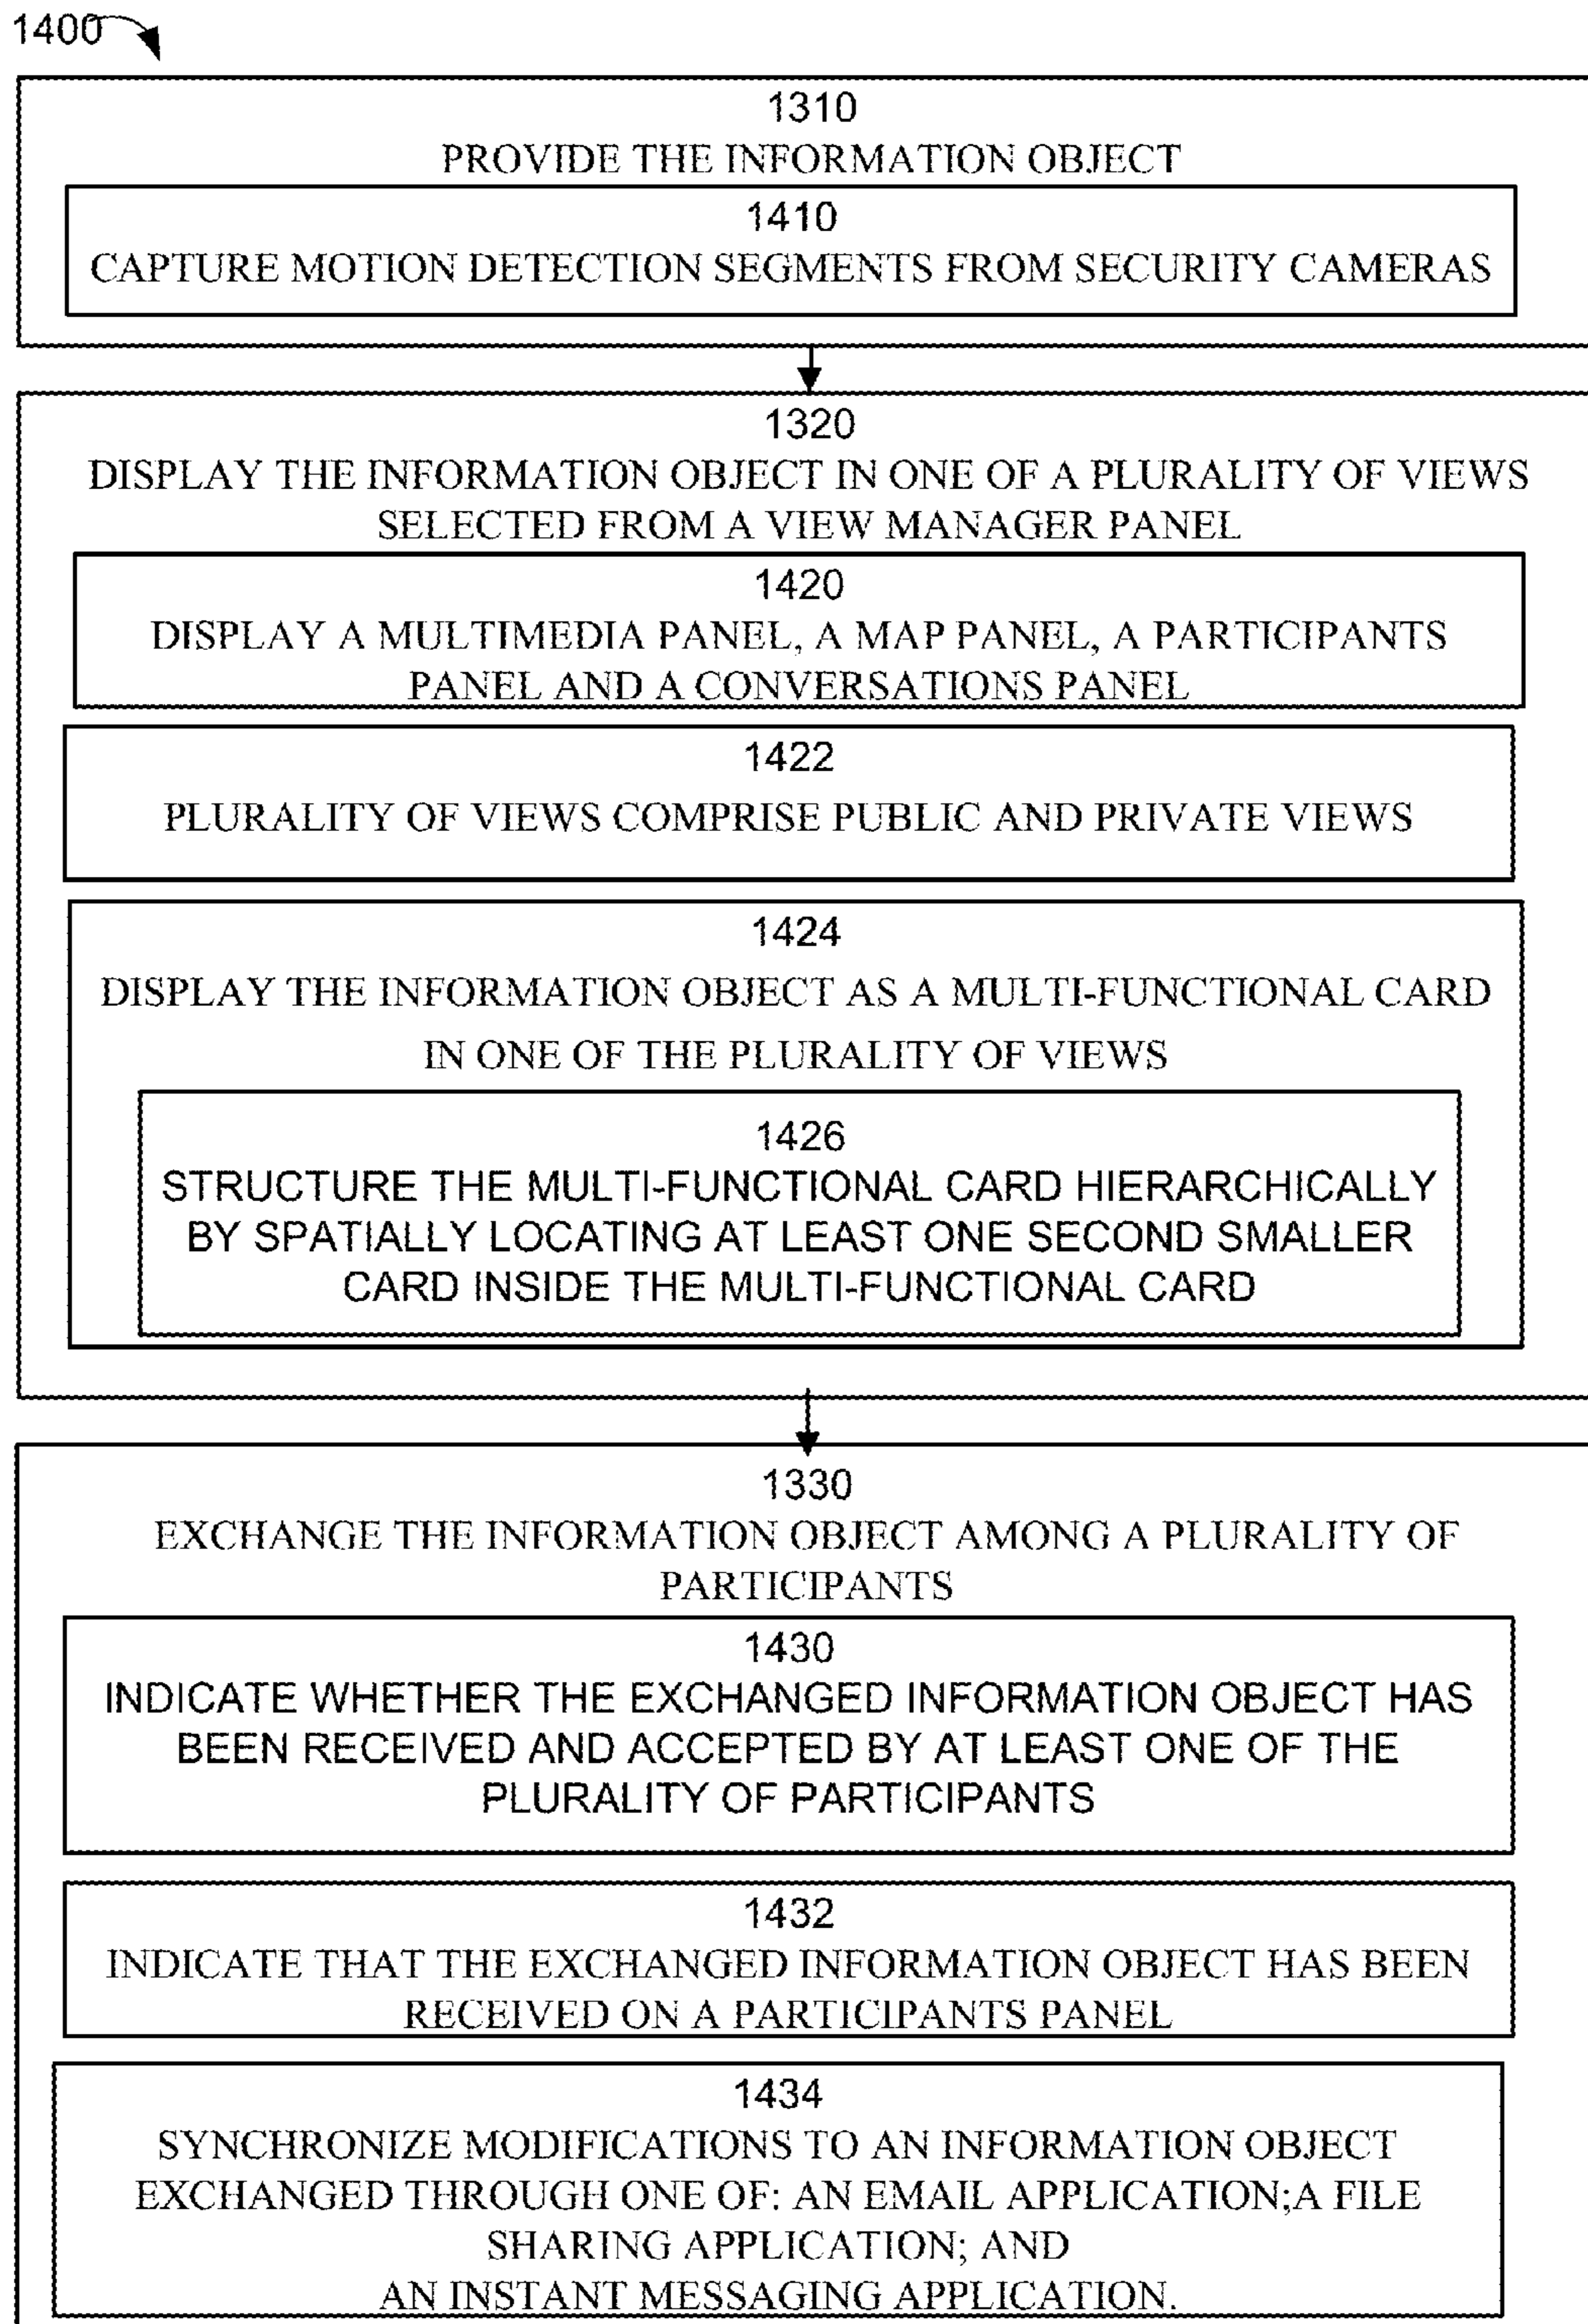 1400
1310
PROVIDE THE INFORMATION OBJECT
1410
CAPTURE MOTION DETECTION SEGMENTS FROM SECURITY CAMERAS
1320
DISPLAY THE INFORMATION OBJECT IN ONE OF A PLURALITY OF VIEWS
SELECTED FROM A VIEW MANAGER PANEL
1420
DISPLAY A MULTIMEDIA PANEL, A MAP PANEL, A PARTICIPANTS
PANEL AND A CONVERSATIONS PANEL
1422
PLURALITY OF VIEWS COMPRISE PUBLIC AND PRIVATE VIEWS
1424
DISPLAY THE INFORMATION OBJECT AS A MULTI-FUNCTIONAL CARD
IN ONE OF THE PLURALITY OF VIEWS
1426
STRUCTURE THE MULTI-FUNCTIONAL CARD HIERARCHICALLY
BY SPATIALLY LOCATING AT LEAST ONE SECOND SMALLER
CARD INSIDE THE MULTI-FUNCTIONAL CARD
1330
EXCHANGE THE INFORMATION OBJECT AMONG A PLURALITY OF
PARTICIPANTS
1430
INDICATE WHETHER THE EXCHANGED INFORMATION OBJECT HAS
BEEN RECEIVED AND ACCEPTED BY AT LEAST ONE OF THE
PLURALITY OF PARTICIPANTS
1432
INDICATE THAT THE EXCHANGED INFORMATION OBJECT HAS BEEN
RECEIVED ON A PARTICIPANTS PANEL
1434
SYNCHRONIZE MODIFICATIONS TO AN INFORMATION OBJECT
EXCHANGED THROUGH ONE OF: AN EMAIL APPLICATION;A FILE
SHARING APPLICATION; AND
AN INSTANT MESSAGING APPLICATION.